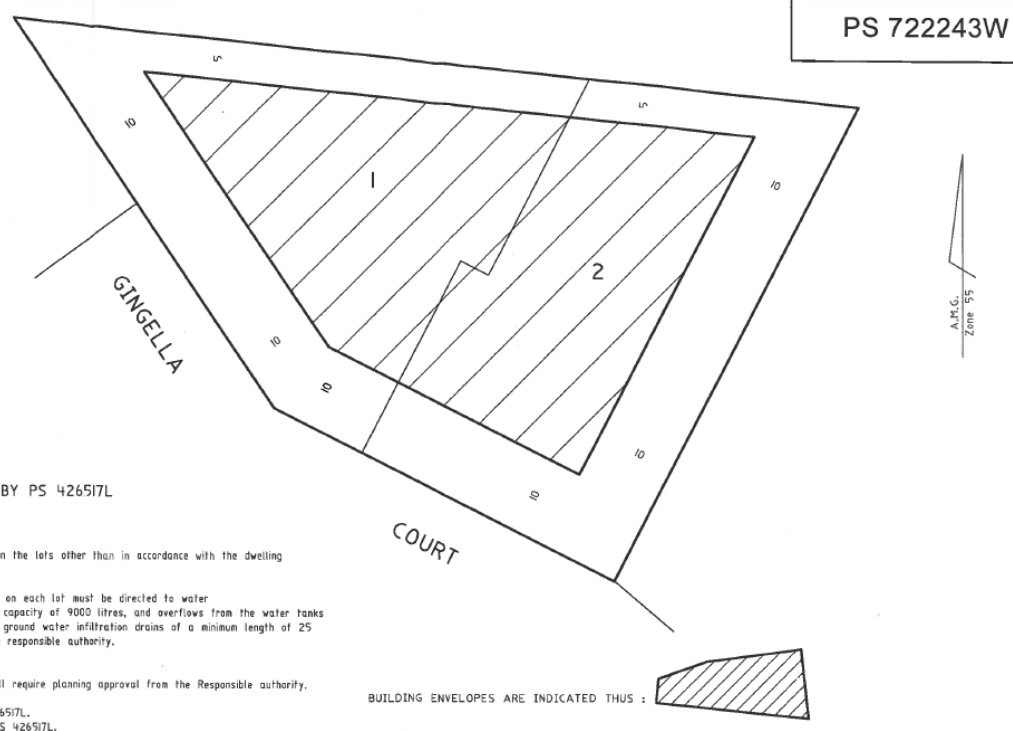 PS 722243W
5
5
10
10
1
2
GINGELLA
A.M.G.
Zone 55
10
10
10
10
COURT
BY PS 426517L
n the lots other than in accordance with the dwelling
on each lot must be directed to water
capacity of 9000 litres, and overflows from the water tanks
ground water infiltration drains of a minimum length of 25
responsible authority.
ll require planning approval from the Responsible authority.
BUILDING ENVELOPES ARE INDICATED THUS :
6517L.
S 426517L.